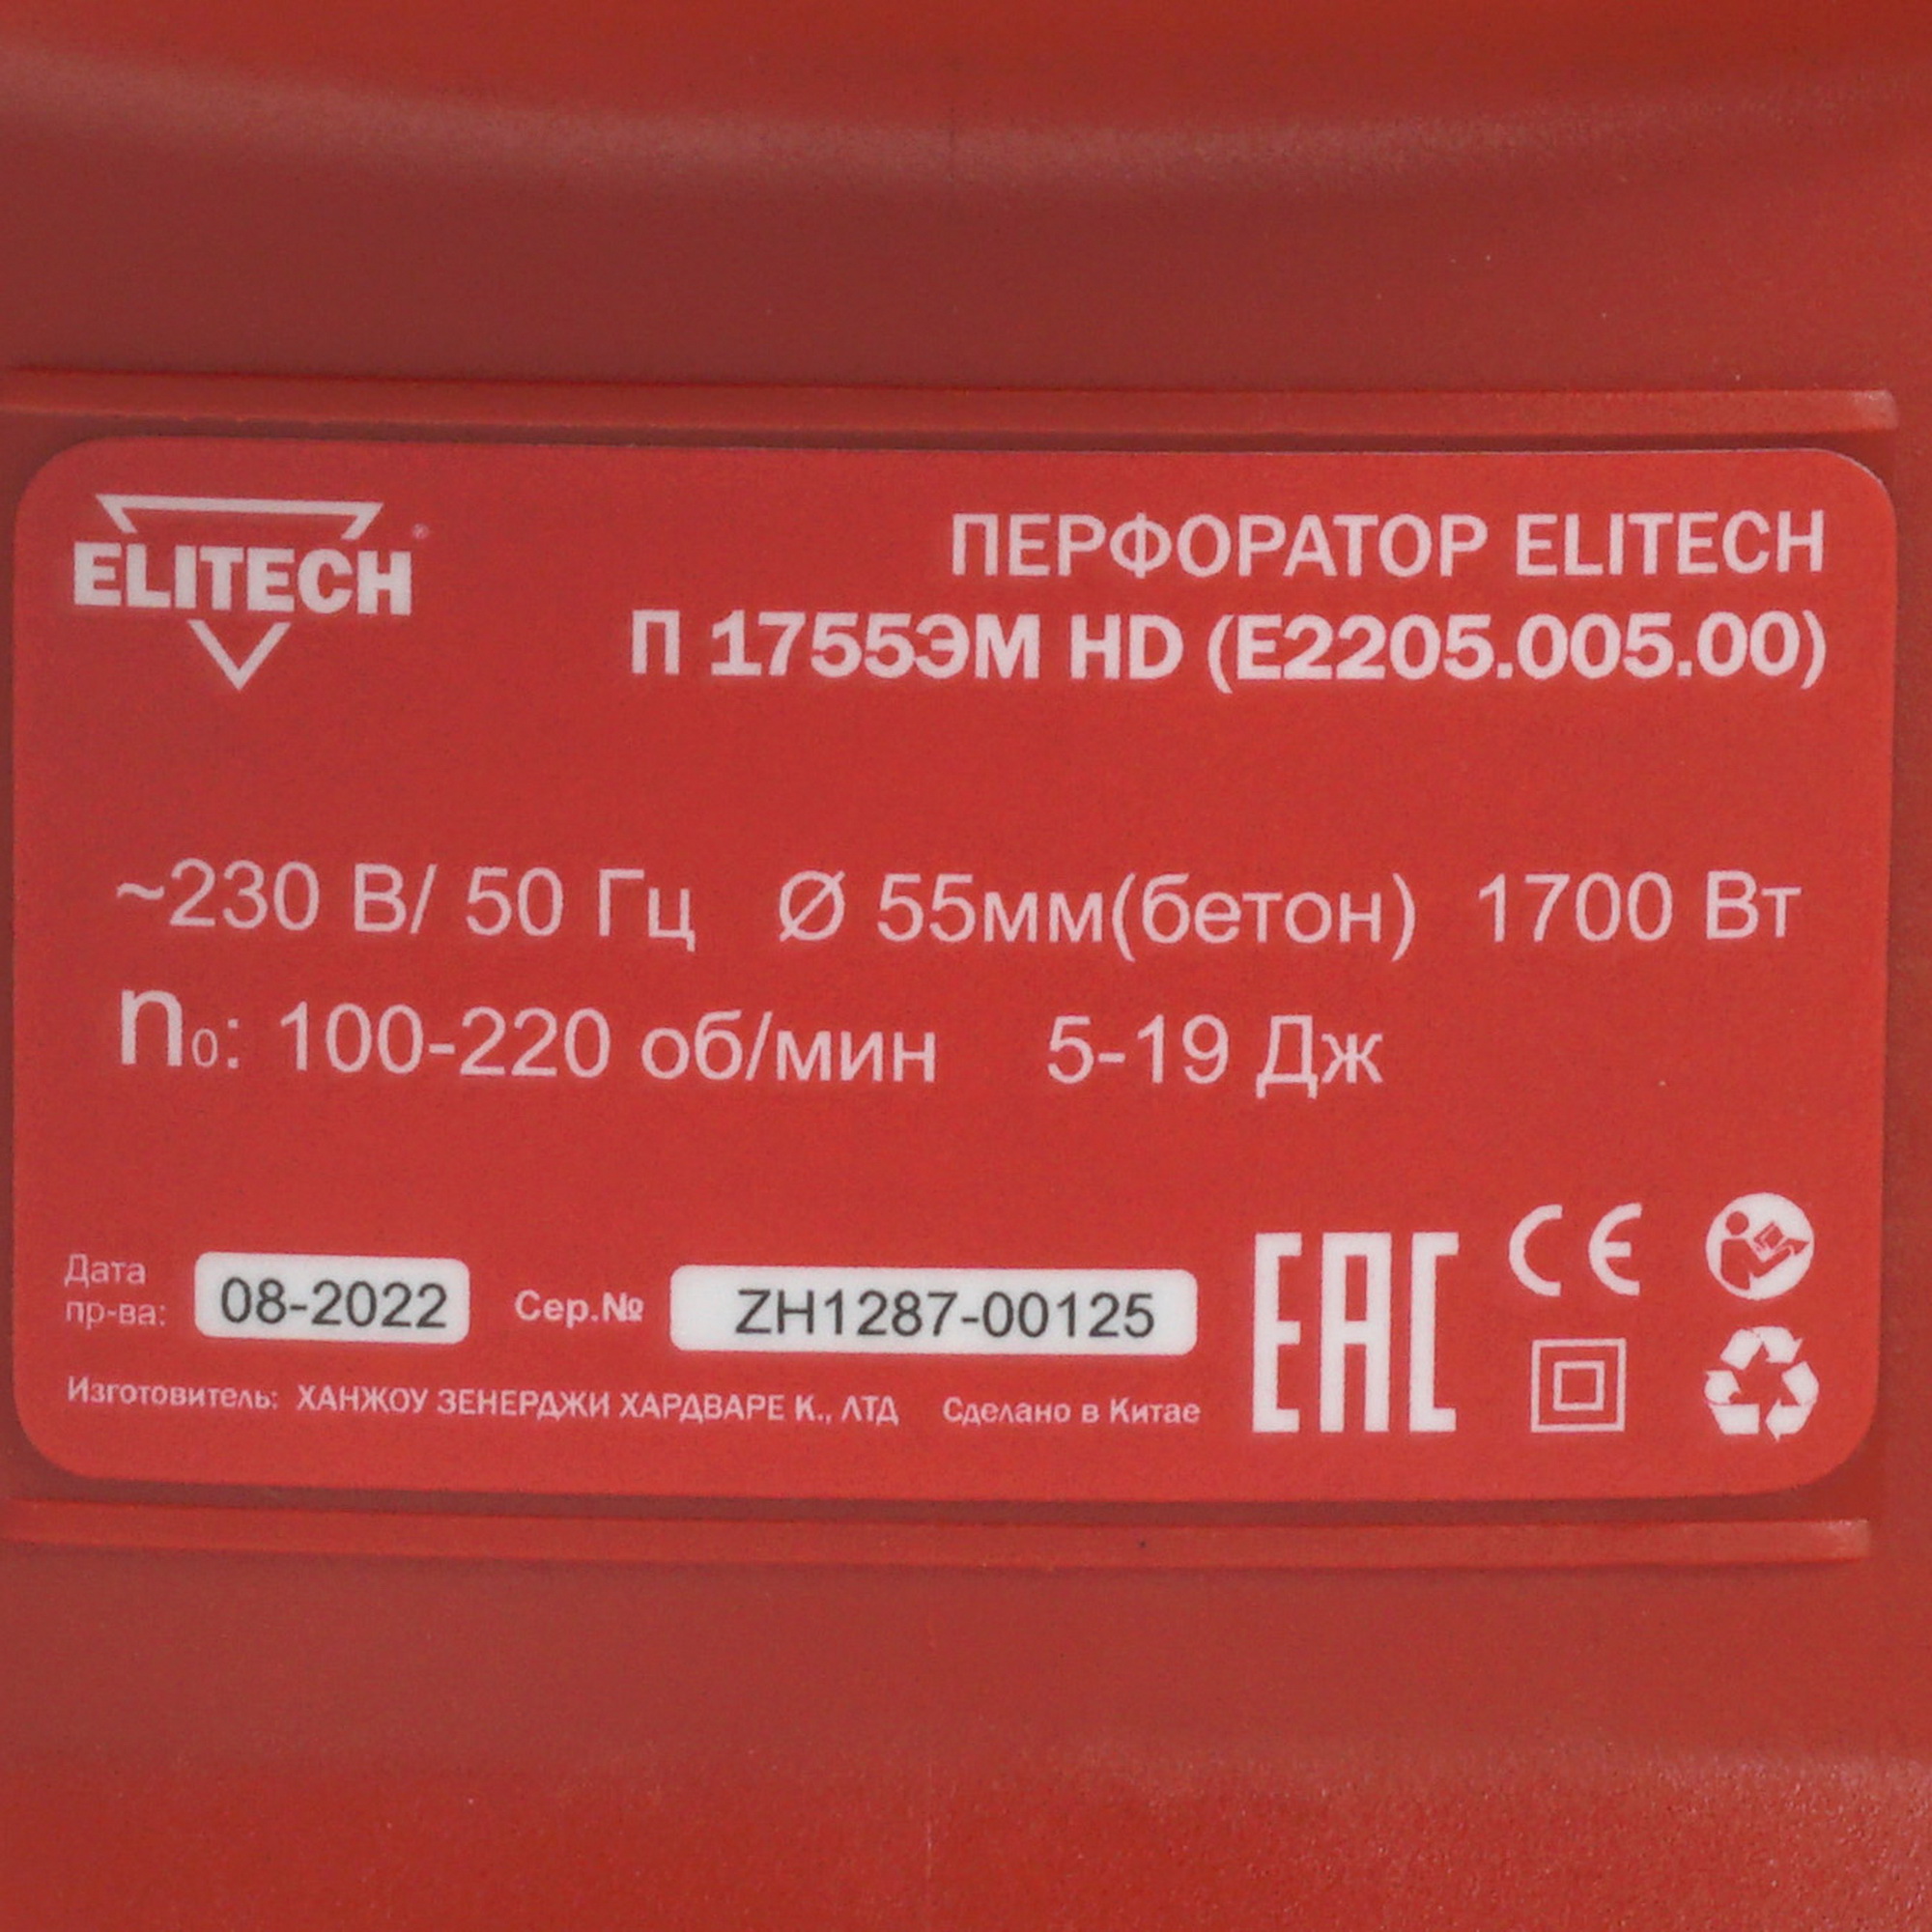 ELITECH®
ПЕРФОРАТОР ELITECH
П 1755ЭМ HD (E2205.005.00)
~230 В/ 50 Гц Ø 55мм(бетон) 1700 Вт
n₀: 100-220 об/мин 5-19 Дж
Дата
пр-ва: 08-2022 Сер.№ ZH1287-00125
Изготовитель: ХАНЖОУ ЗЕНЕРДЖИ ХАРДВАРЕ К., ЛТД Сделано в Китае
EAC CE